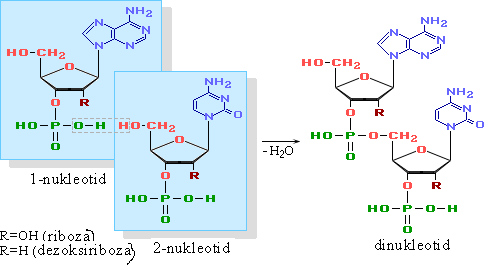 NH2
N
N
N
N
HO-CH2
O
O
R
HO-P-O-H
O
1-nukleotid
NH2
N
N
O
HO-CH2
O
O
R
HO-P-O-H
O
2-nukleotid
R=OH (riboza)
R=H (dezoksiriboza)
-H2O
NH2
N
N
N
N
HO-CH2
O
O
R
HO-P-O-CH2
O
NH2
N
N
O
O
O
R
HO-P-O-H
O
dinukleotid